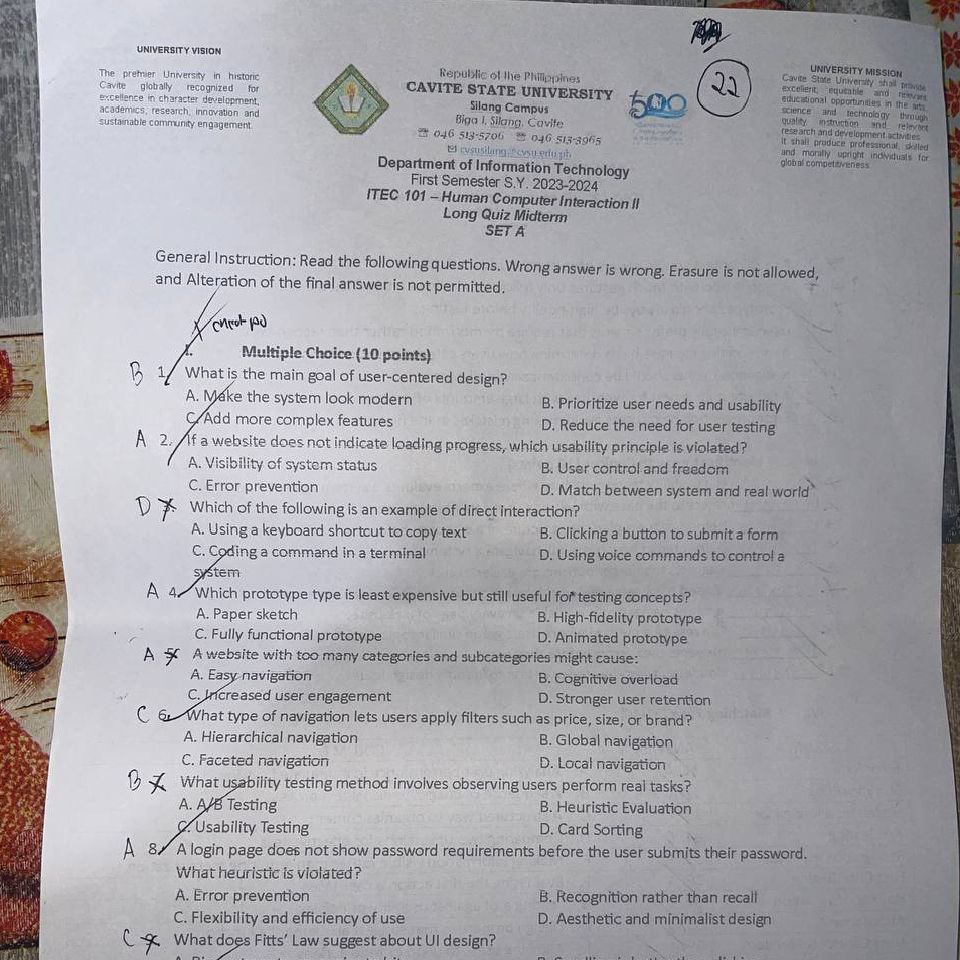 UNIVERSITY VISION
The premier University in historic
Cavite globally recognized for
excellence in character development,
academics, research, innovation and
sustainable community engagement.
Republic of the Philippines
CAVITE STATE UNIVERSITY
Silang Campus
Biga I, Silang, Cavite
☎ 046 513-5706 ☎ 046 513-3965
cvsusilang@cvsu.edu.ph
500
22
UNIVERSITY MISSION
Cavite State University shall provide
excellent, equitable and relevant
educational opportunities in the arts,
science and technology through
quality instruction and relevant
research and development activities.
It shall produce professional, skilled
and morally upright individuals for
global competitiveness.
Department of Information Technology
First Semester S.Y. 2023-2024
ITEC 101 – Human Computer Interaction II
Long Quiz Midterm
SET A
General Instruction: Read the following questions. Wrong answer is wrong. Erasure is not allowed,
and Alteration of the final answer is not permitted.
I. Multiple Choice (10 points)
B 1. What is the main goal of user-centered design?
A. Make the system look modern B. Prioritize user needs and usability
C. Add more complex features D. Reduce the need for user testing
A 2. If a website does not indicate loading progress, which usability principle is violated?
A. Visibility of system status B. User control and freedom
C. Error prevention D. Match between system and real world
D Which of the following is an example of direct interaction?
A. Using a keyboard shortcut to copy text B. Clicking a button to submit a form
C. Coding a command in a terminal D. Using voice commands to control a
system
A 4. Which prototype type is least expensive but still useful for testing concepts?
A. Paper sketch B. High-fidelity prototype
C. Fully functional prototype D. Animated prototype
A 5. A website with too many categories and subcategories might cause:
A. Easy navigation B. Cognitive overload
C. Increased user engagement D. Stronger user retention
C 6. What type of navigation lets users apply filters such as price, size, or brand?
A. Hierarchical navigation B. Global navigation
C. Faceted navigation D. Local navigation
B What usability testing method involves observing users perform real tasks?
A. A/B Testing B. Heuristic Evaluation
C. Usability Testing D. Card Sorting
A 8. A login page does not show password requirements before the user submits their password.
What heuristic is violated?
A. Error prevention B. Recognition rather than recall
C. Flexibility and efficiency of use D. Aesthetic and minimalist design
C What does Fitts' Law suggest about UI design?